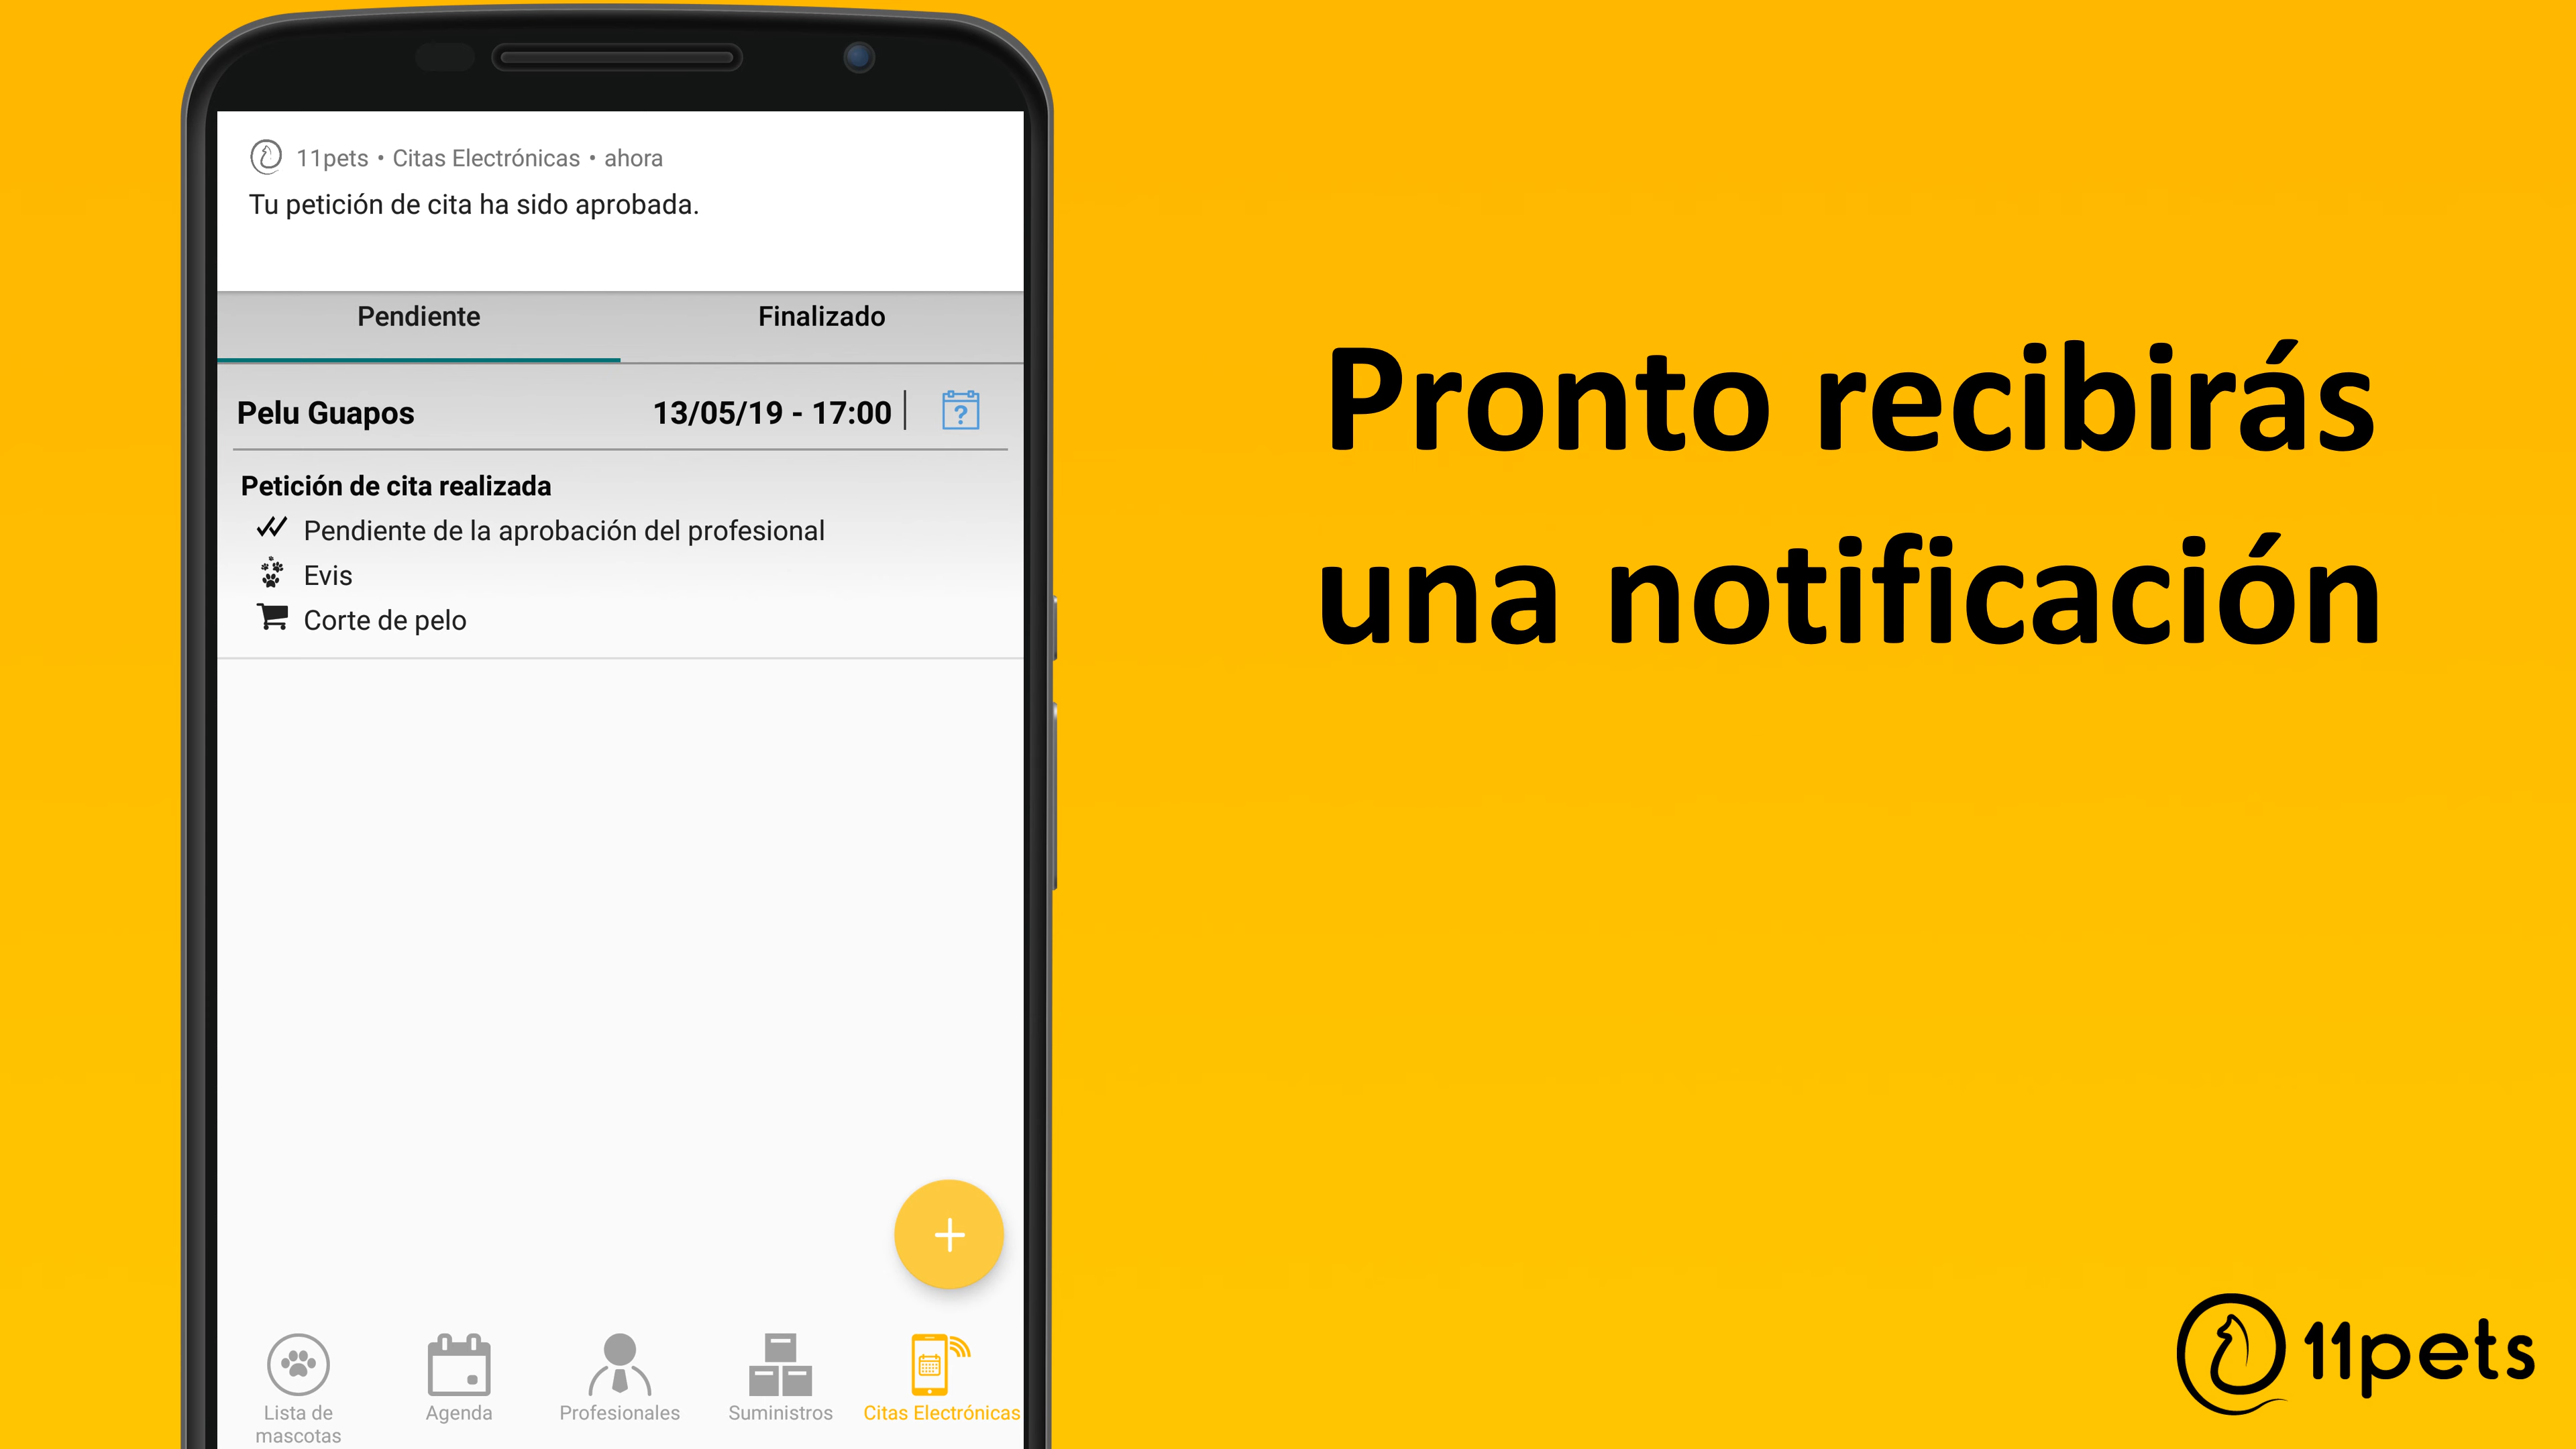 11pets • Citas Electrónicas • ahora
Tu petición de cita ha sido aprobada.
Pendiente
Finalizado
Pelu Guapos
13/05/19 - 17:00
?
Petición de cita realizada
Pendiente de la aprobación del profesional
Evis
Corte de pelo
+
Lista de
mascotas
Agenda
Profesionales
Suministros
Citas Electrónicas
Pronto recibirás
una notificación
11pets